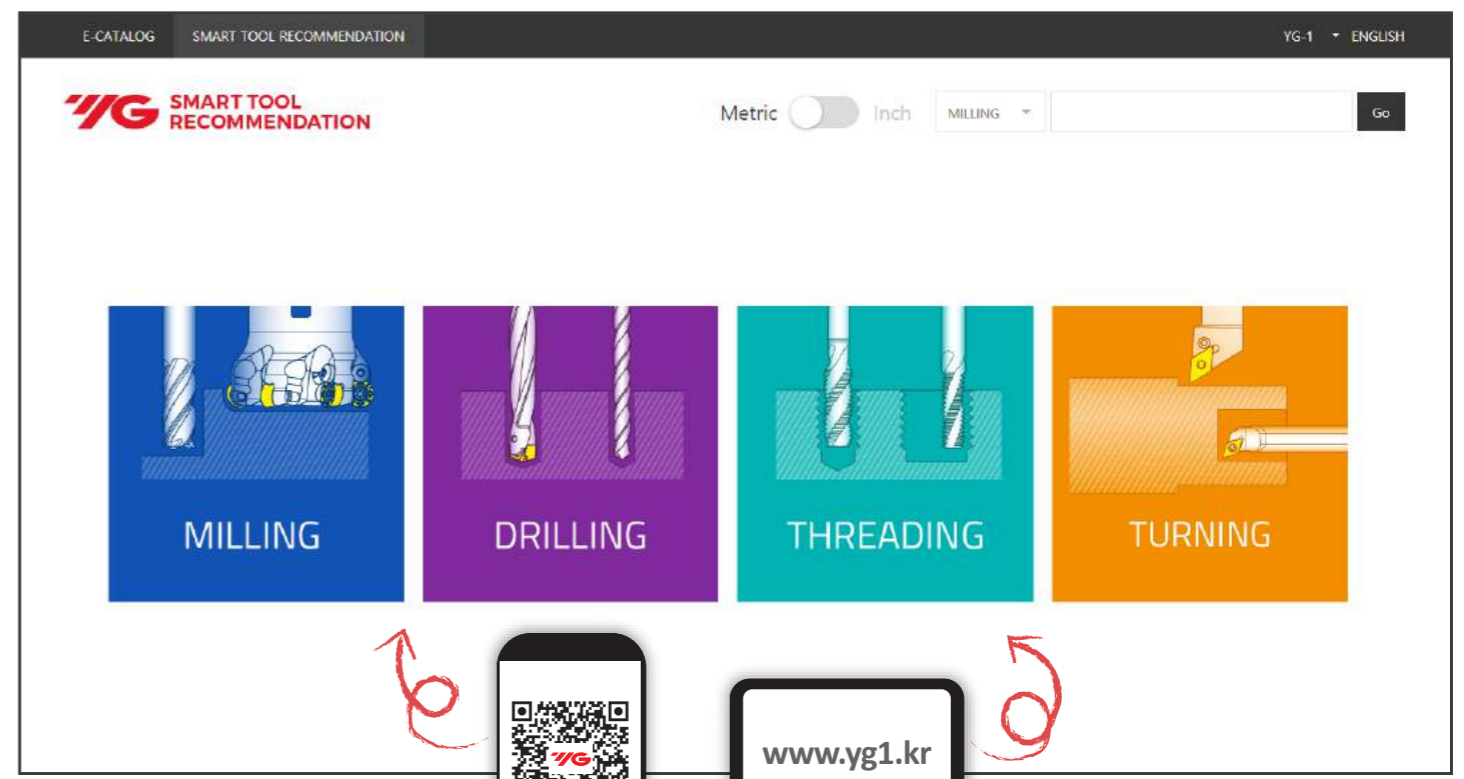 E-CATALOG SMART TOOL RECOMMENDATION YG-1 ENGLISH
YG SMART TOOL
RECOMMENDATION
Metric Inch MILLING Go
MILLING DRILLING THREADING TURNING
YG
www.yg1.kr